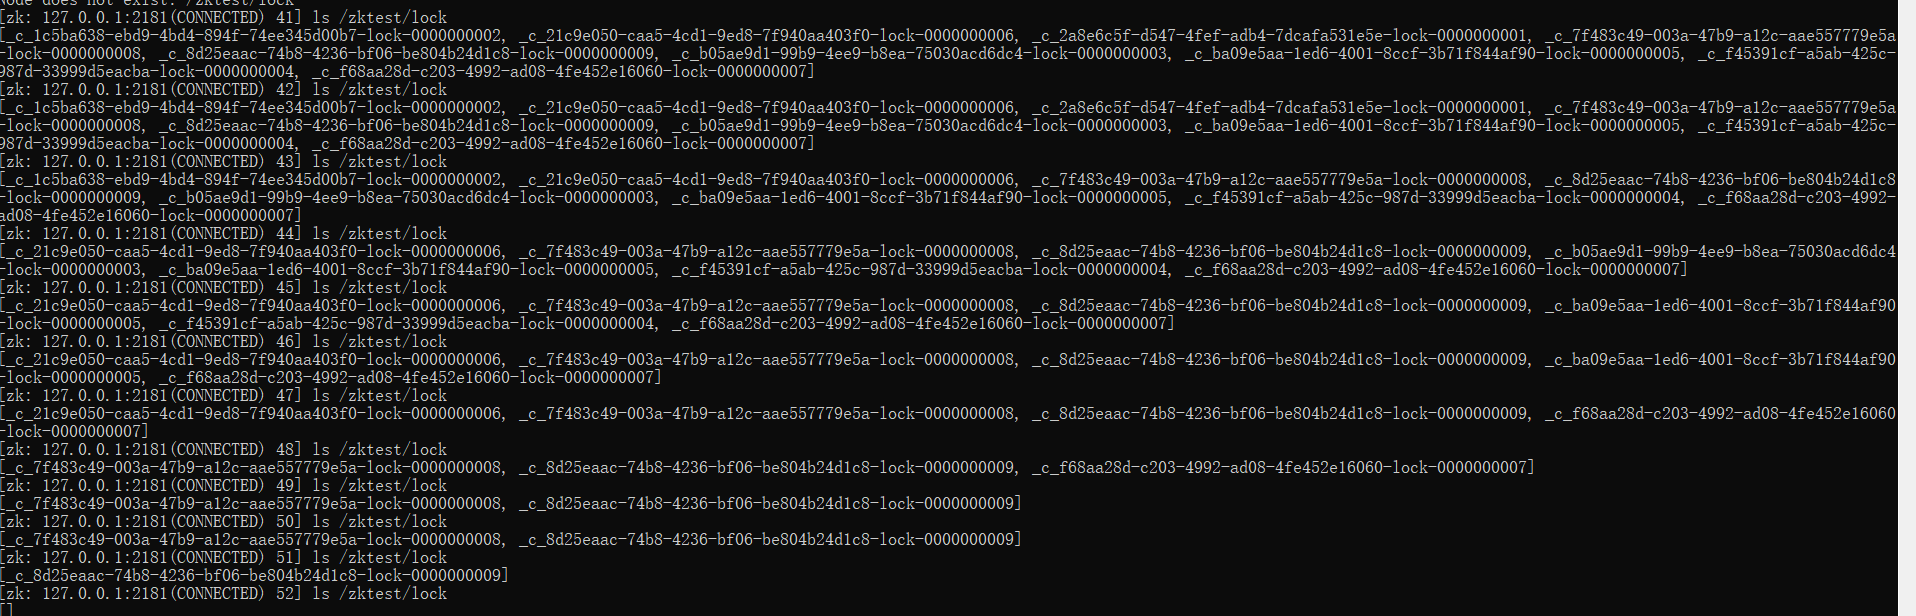 Node does not exist: /zktest/lock
[zk: 127.0.0.1:2181(CONNECTED) 41] ls /zktest/lock
[_c_1c5ba638-ebd9-4bd4-894f-74ee345d00b7-lock-0000000002, _c_21c9e050-caa5-4cd1-9ed8-7f940aa403f0-lock-0000000006, _c_2a8e6c5f-d547-4fef-adb4-7dcafa531e5e-lock-0000000001, _c_7f483c49-003a-47b9-a12c-aae557779e5a
-lock-0000000008, _c_8d25eaac-74b8-4236-bf06-be804b24d1c8-lock-0000000009, _c_b05ae9d1-99b9-4ee9-b8ea-75030acd6dc4-lock-0000000003, _c_ba09e5aa-1ed6-4001-8ccf-3b71f844af90-lock-0000000005, _c_f45391cf-a5ab-425c-
987d-33999d5eacba-lock-0000000004, _c_f68aa28d-c203-4992-ad08-4fe452e16060-lock-0000000007]
[zk: 127.0.0.1:2181(CONNECTED) 42] ls /zktest/lock
[_c_1c5ba638-ebd9-4bd4-894f-74ee345d00b7-lock-0000000002, _c_21c9e050-caa5-4cd1-9ed8-7f940aa403f0-lock-0000000006, _c_2a8e6c5f-d547-4fef-adb4-7dcafa531e5e-lock-0000000001, _c_7f483c49-003a-47b9-a12c-aae557779e5a
-lock-0000000008, _c_8d25eaac-74b8-4236-bf06-be804b24d1c8-lock-0000000009, _c_b05ae9d1-99b9-4ee9-b8ea-75030acd6dc4-lock-0000000003, _c_ba09e5aa-1ed6-4001-8ccf-3b71f844af90-lock-0000000005, _c_f45391cf-a5ab-425c-
987d-33999d5eacba-lock-0000000004, _c_f68aa28d-c203-4992-ad08-4fe452e16060-lock-0000000007]
[zk: 127.0.0.1:2181(CONNECTED) 43] ls /zktest/lock
[_c_1c5ba638-ebd9-4bd4-894f-74ee345d00b7-lock-0000000002, _c_21c9e050-caa5-4cd1-9ed8-7f940aa403f0-lock-0000000006, _c_7f483c49-003a-47b9-a12c-aae557779e5a-lock-0000000008, _c_8d25eaac-74b8-4236-bf06-be804b24d1c8
-lock-0000000009, _c_b05ae9d1-99b9-4ee9-b8ea-75030acd6dc4-lock-0000000003, _c_ba09e5aa-1ed6-4001-8ccf-3b71f844af90-lock-0000000005, _c_f45391cf-a5ab-425c-987d-33999d5eacba-lock-0000000004, _c_f68aa28d-c203-4992-
ad08-4fe452e16060-lock-0000000007]
[zk: 127.0.0.1:2181(CONNECTED) 44] ls /zktest/lock
[_c_21c9e050-caa5-4cd1-9ed8-7f940aa403f0-lock-0000000006, _c_7f483c49-003a-47b9-a12c-aae557779e5a-lock-0000000008, _c_8d25eaac-74b8-4236-bf06-be804b24d1c8-lock-0000000009, _c_b05ae9d1-99b9-4ee9-b8ea-75030acd6dc4
-lock-0000000003, _c_ba09e5aa-1ed6-4001-8ccf-3b71f844af90-lock-0000000005, _c_f45391cf-a5ab-425c-987d-33999d5eacba-lock-0000000004, _c_f68aa28d-c203-4992-ad08-4fe452e16060-lock-0000000007]
[zk: 127.0.0.1:2181(CONNECTED) 45] ls /zktest/lock
[_c_21c9e050-caa5-4cd1-9ed8-7f940aa403f0-lock-0000000006, _c_7f483c49-003a-47b9-a12c-aae557779e5a-lock-0000000008, _c_8d25eaac-74b8-4236-bf06-be804b24d1c8-lock-0000000009, _c_ba09e5aa-1ed6-4001-8ccf-3b71f844af90
-lock-0000000005, _c_f45391cf-a5ab-425c-987d-33999d5eacba-lock-0000000004, _c_f68aa28d-c203-4992-ad08-4fe452e16060-lock-0000000007]
[zk: 127.0.0.1:2181(CONNECTED) 46] ls /zktest/lock
[_c_21c9e050-caa5-4cd1-9ed8-7f940aa403f0-lock-0000000006, _c_7f483c49-003a-47b9-a12c-aae557779e5a-lock-0000000008, _c_8d25eaac-74b8-4236-bf06-be804b24d1c8-lock-0000000009, _c_ba09e5aa-1ed6-4001-8ccf-3b71f844af90
-lock-0000000005, _c_f68aa28d-c203-4992-ad08-4fe452e16060-lock-0000000007]
[zk: 127.0.0.1:2181(CONNECTED) 47] ls /zktest/lock
[_c_21c9e050-caa5-4cd1-9ed8-7f940aa403f0-lock-0000000006, _c_7f483c49-003a-47b9-a12c-aae557779e5a-lock-0000000008, _c_8d25eaac-74b8-4236-bf06-be804b24d1c8-lock-0000000009, _c_f68aa28d-c203-4992-ad08-4fe452e16060
-lock-0000000007]
[zk: 127.0.0.1:2181(CONNECTED) 48] ls /zktest/lock
[_c_7f483c49-003a-47b9-a12c-aae557779e5a-lock-0000000008, _c_8d25eaac-74b8-4236-bf06-be804b24d1c8-lock-0000000009, _c_f68aa28d-c203-4992-ad08-4fe452e16060-lock-0000000007]
[zk: 127.0.0.1:2181(CONNECTED) 49] ls /zktest/lock
[_c_7f483c49-003a-47b9-a12c-aae557779e5a-lock-0000000008, _c_8d25eaac-74b8-4236-bf06-be804b24d1c8-lock-0000000009]
[zk: 127.0.0.1:2181(CONNECTED) 50] ls /zktest/lock
[_c_7f483c49-003a-47b9-a12c-aae557779e5a-lock-0000000008, _c_8d25eaac-74b8-4236-bf06-be804b24d1c8-lock-0000000009]
[zk: 127.0.0.1:2181(CONNECTED) 51] ls /zktest/lock
[_c_8d25eaac-74b8-4236-bf06-be804b24d1c8-lock-0000000009]
[zk: 127.0.0.1:2181(CONNECTED) 52] ls /zktest/lock
[]